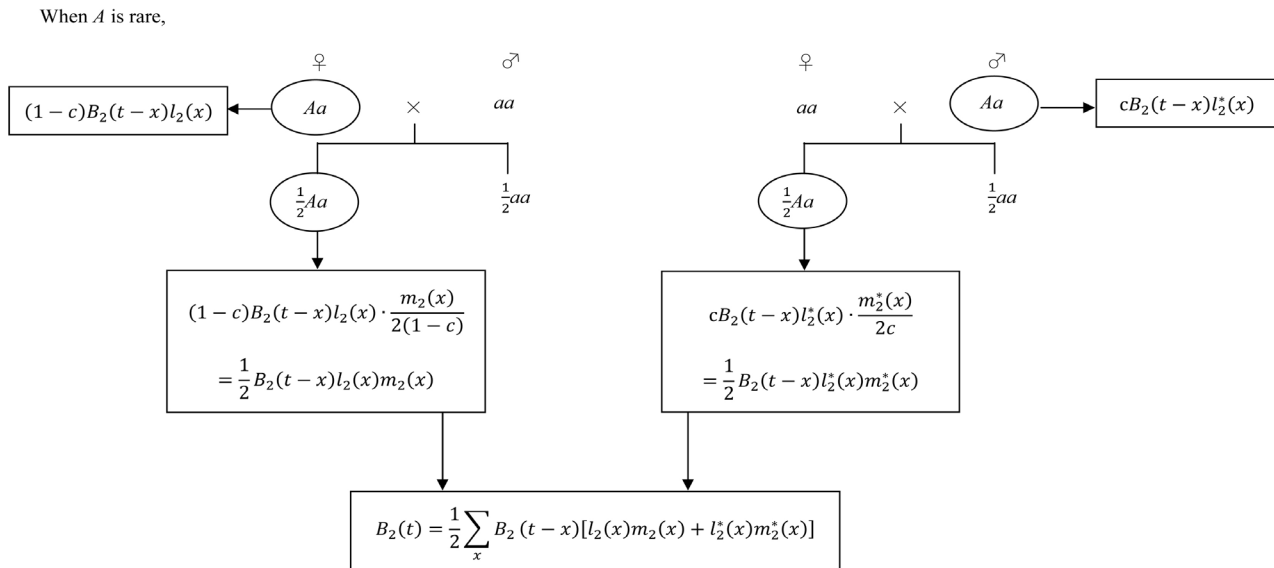 When A is rare,
♀ ♂ ♀ ♂
(1 − c)B₂(t − x)l₂(x) Aa × aa aa × Aa cB₂(t − x)l₂*(x)
½Aa ½aa ½Aa ½aa
(1 − c)B₂(t − x)l₂(x) · m₂(x)/2(1 − c)
= ½B₂(t − x)l₂(x)m₂(x)
cB₂(t − x)l₂*(x) · m₂*(x)/2c
= ½B₂(t − x)l₂*(x)m₂*(x)
B₂(t) = ½∑ₓ B₂ (t − x)[l₂(x)m₂(x) + l₂*(x)m₂*(x)]